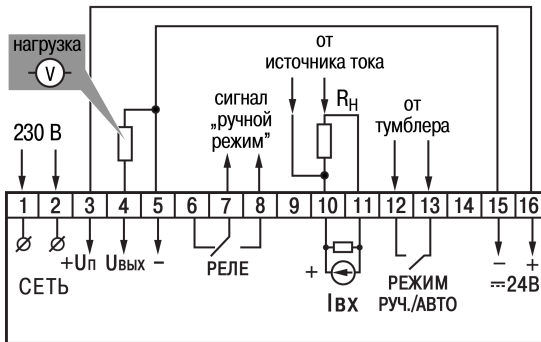 нагрузка
V
от
источника тока
сигнал
„ручной
режим”
RН
от
тумблера
230 В
1 2 3 4 5 6 7 8 9 10 11 12 13 14 15 16
+Uп Uвых −
РЕЛЕ
+
Iвх
РЕЖИМ
РУЧ./АВТО
− +
24В
СЕТЬ